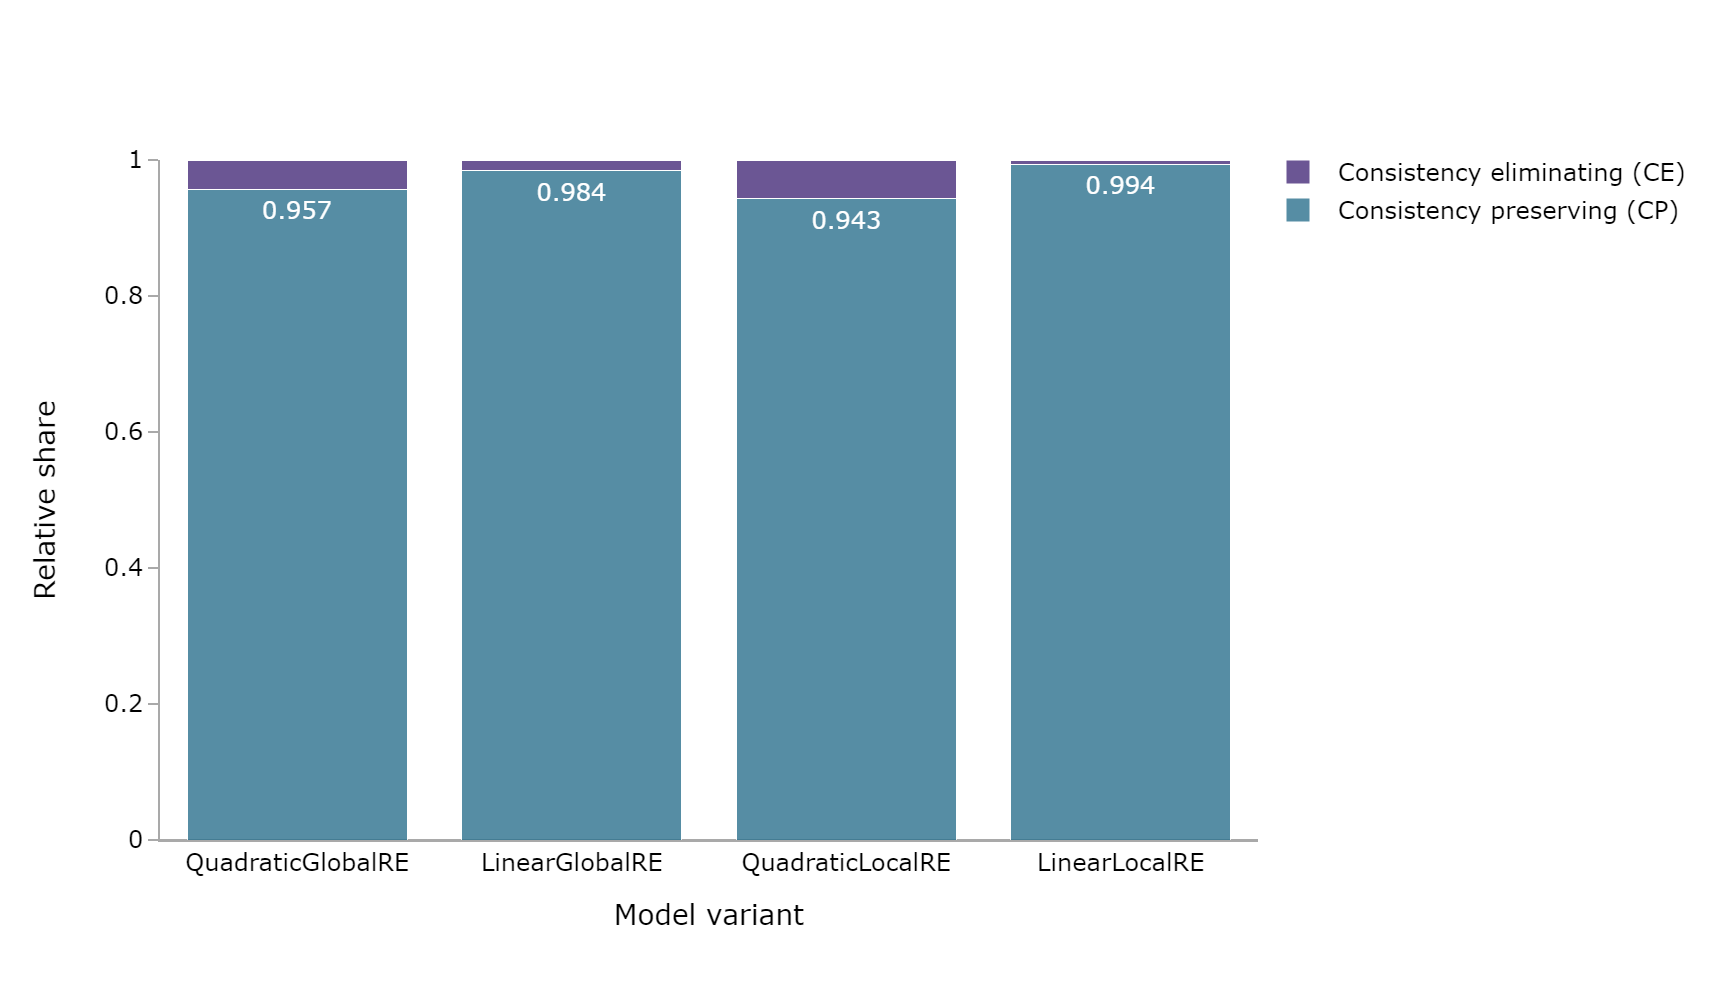 Consistency eliminating (CE)
Consistency preserving (CP)
Relative share
1
0.8
0.6
0.4
0.2
0
0.957
0.984
0.943
0.994
QuadraticGlobalRE
LinearGlobalRE
QuadraticLocalRE
LinearLocalRE
Model variant